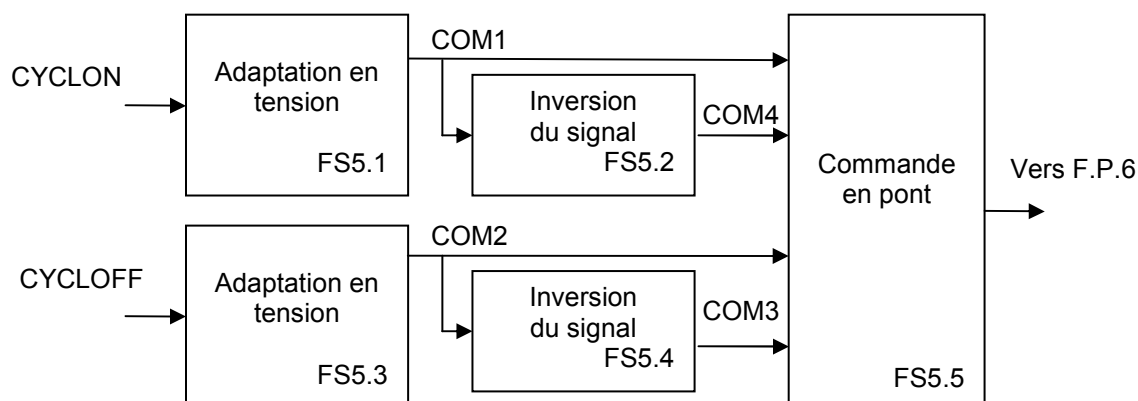 CYCLON
Adaptation en
tension
FS5.1
COM1
Inversion
du signal
FS5.2
COM4
CYCLOFF
Adaptation en
tension
FS5.3
COM2
Inversion
du signal
FS5.4
COM3
Commande
en pont
FS5.5
Vers F.P.6